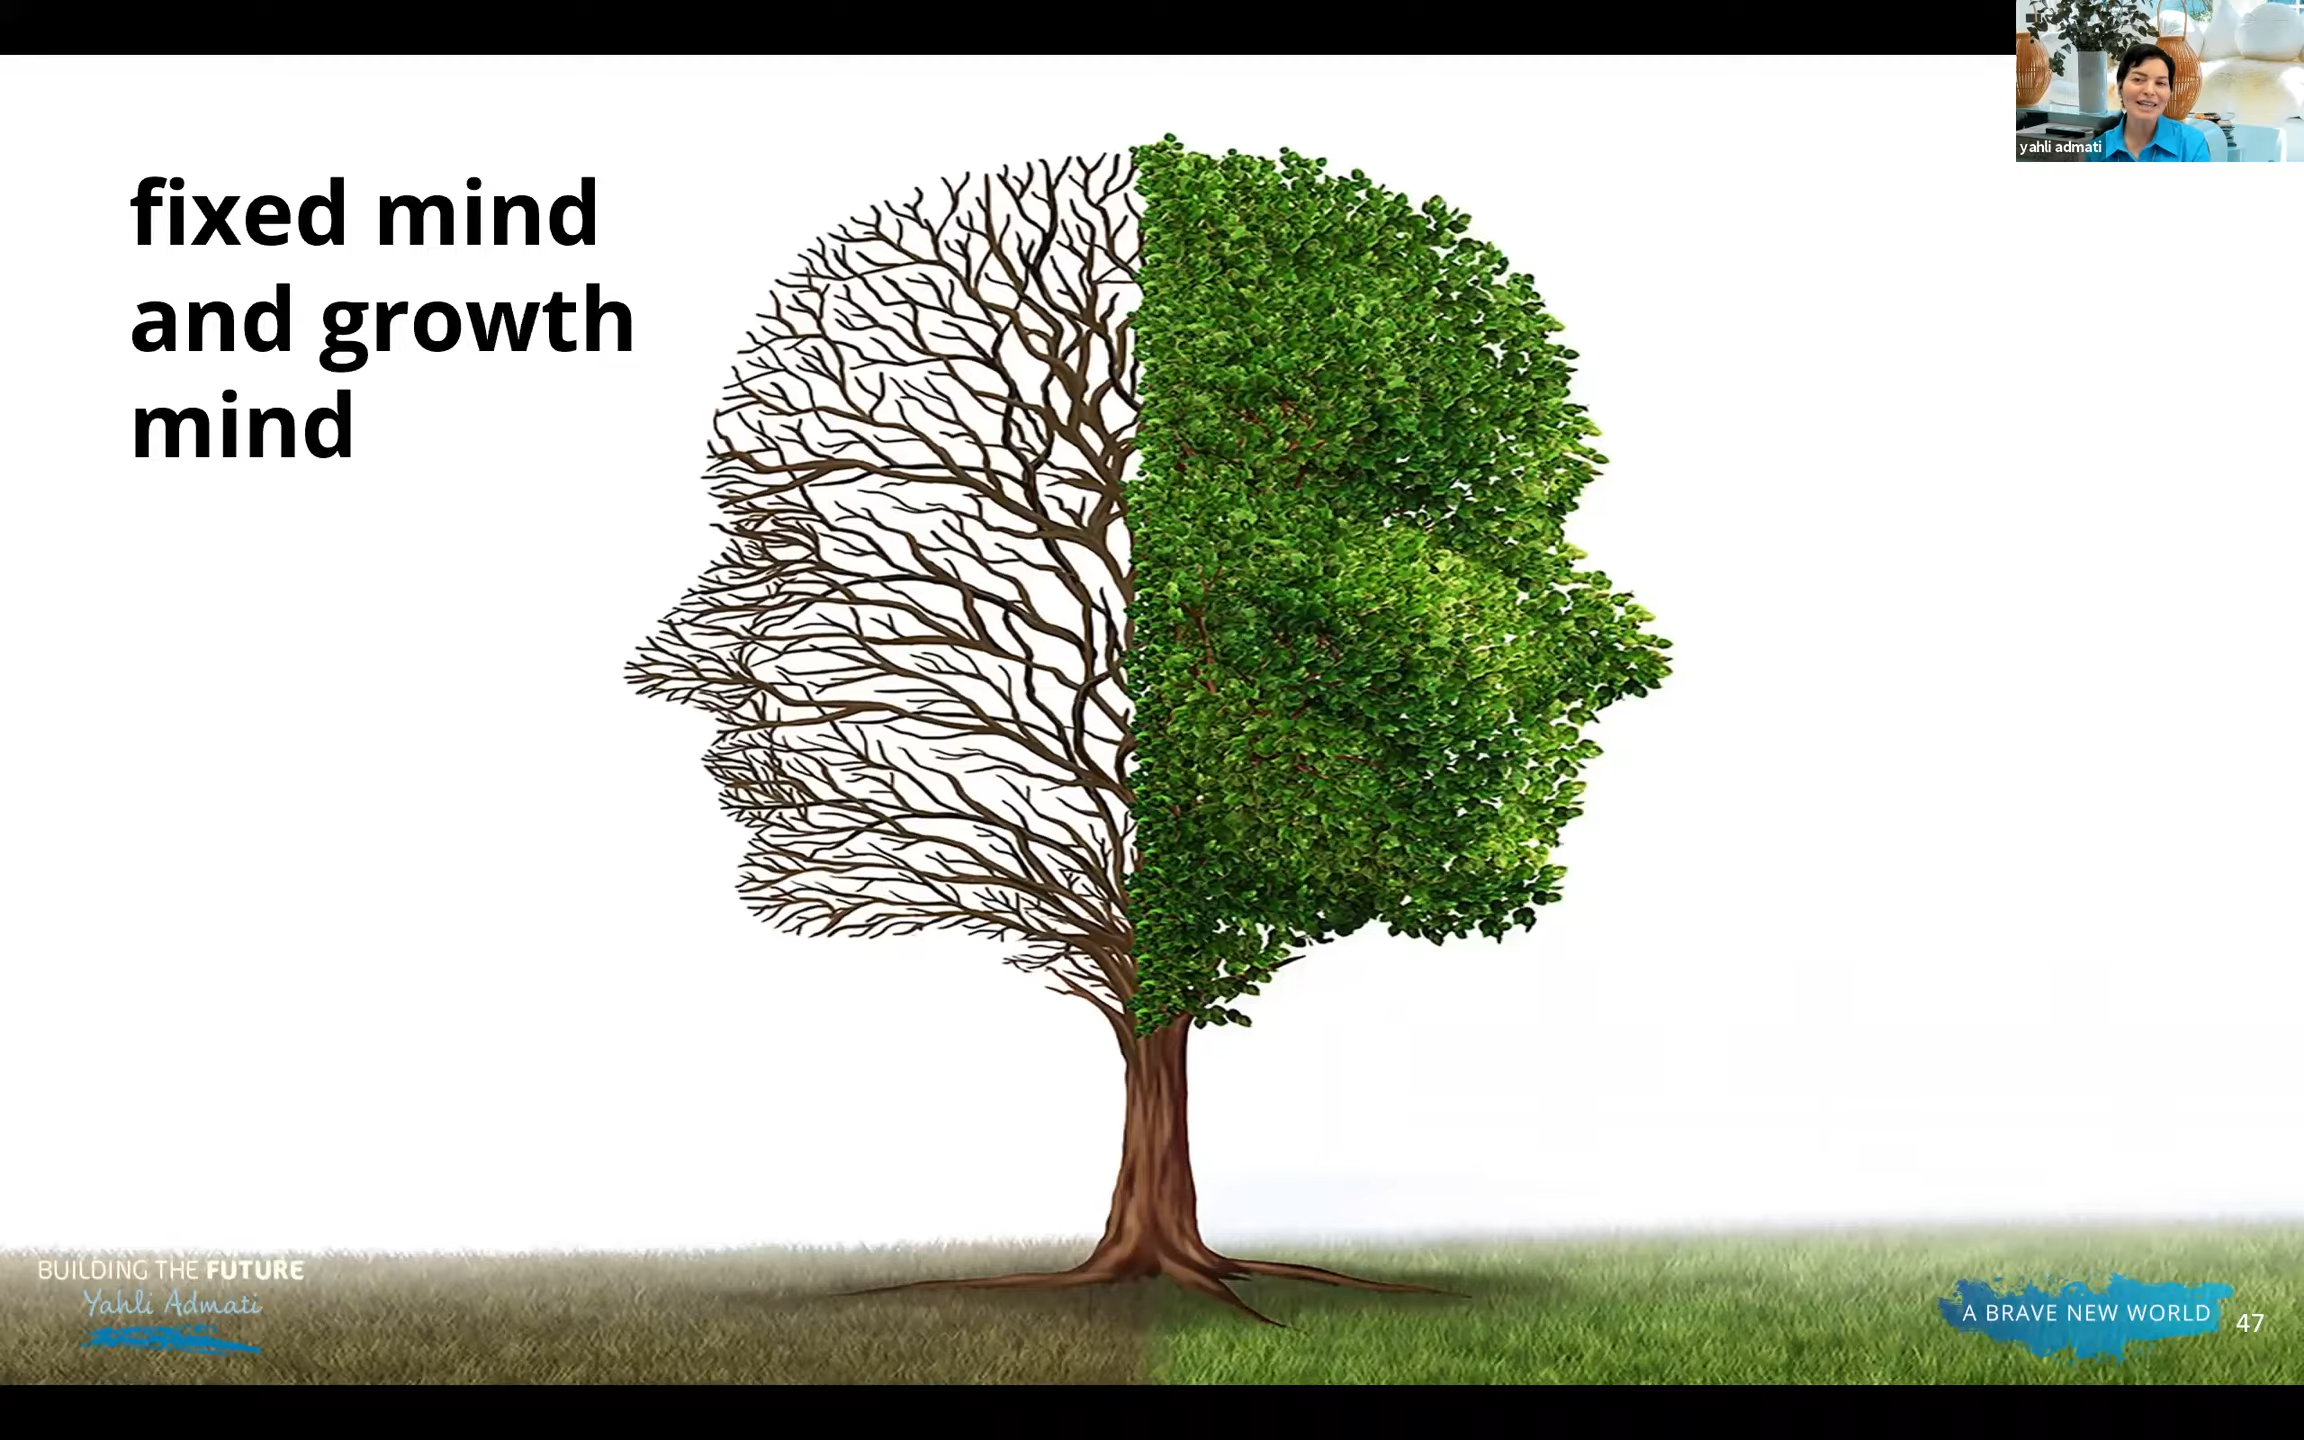 yahli admati
fixed mind
and growth
mind
BUILDING THE FUTURE
Yahli Admati
A BRAVE NEW WORLD
47